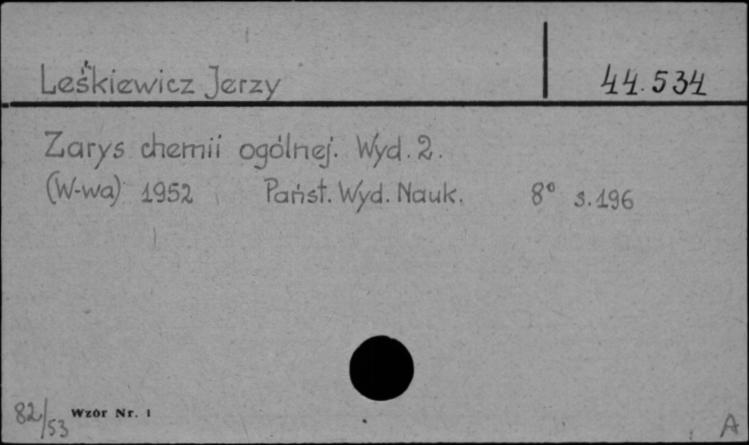 Leśkiewicz Jerzy 44.534
Zarys chemii ogólnej. Wyd. 2.
(W-wa) 1952 Państ. Wyd. Nauk. 8° s. 196
82/53 Wzór Nr. 1 A